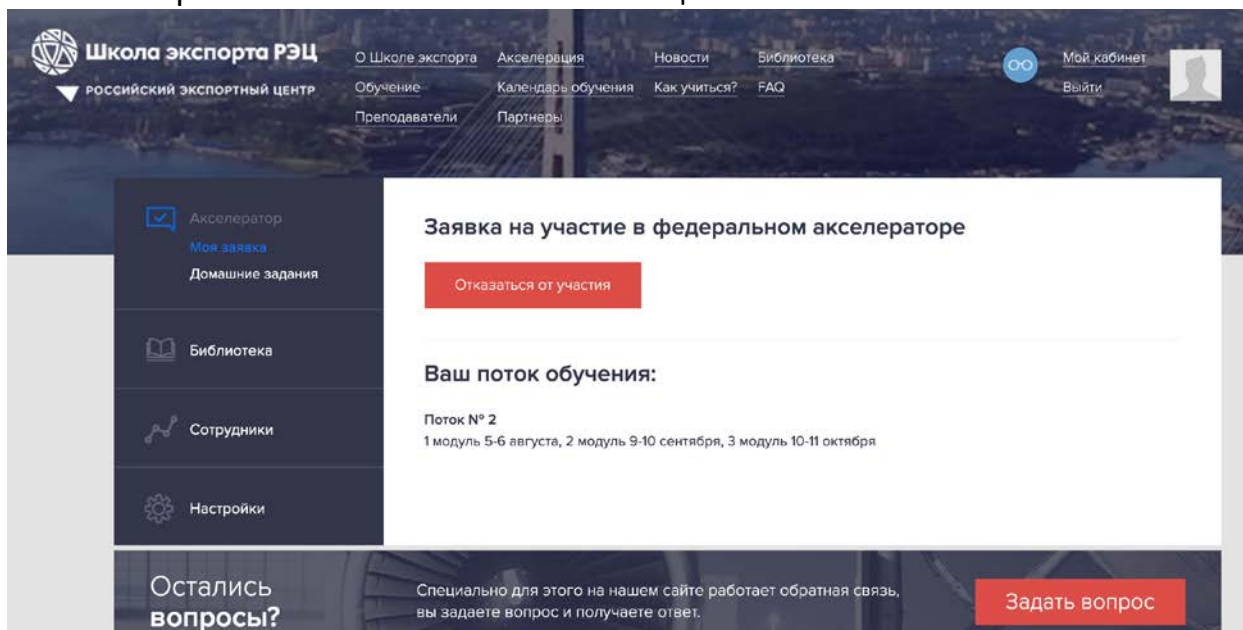 Школа экспорта РЭЦ
РОССИЙСКИЙ ЭКСПОРТНЫЙ ЦЕНТР
О Школе экспорта Акселерация Новости Библиотека
Обучение Календарь обучения Как учиться? FAQ
Преподаватели Партнеры
Мой кабинет
Выйти
Акселератор
Моя заявка
Домашние задания
Библиотека
Сотрудники
Настройки
Заявка на участие в федеральном акселераторе
Отказаться от участия
Ваш поток обучения:
Поток № 2
1 модуль 5-6 августа, 2 модуль 9-10 сентября, 3 модуль 10-11 октября
Остались
вопросы?
Специально для этого на нашем сайте работает обратная связь,
вы задаете вопрос и получаете ответ.
Задать вопрос